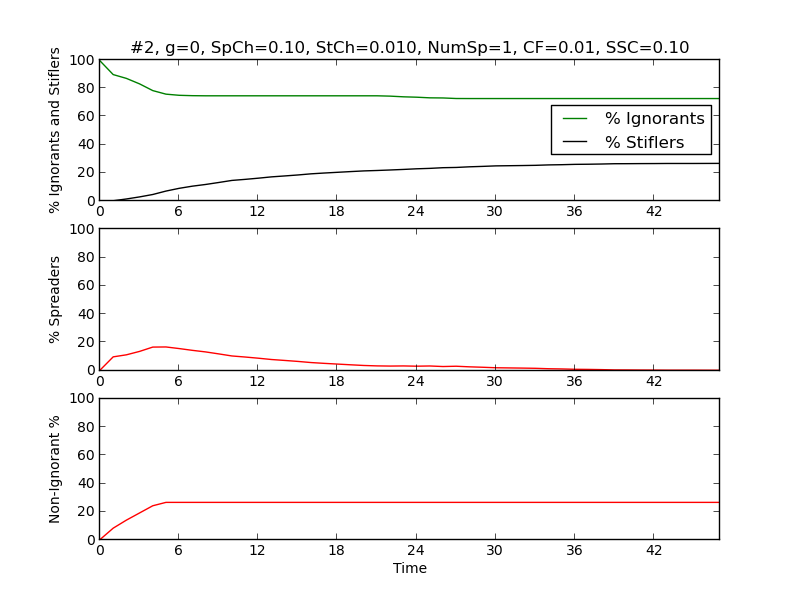 #2, g=0, SpCh=0.10, StCh=0.010, NumSp=1, CF=0.01, SSC=0.10
% Ignorants and Stiflers
100
80
60
40
20
0
% Ignorants
% Stiflers
0 6 12 18 24 30 36 42
% Spreaders
100
80
60
40
20
0
0 6 12 18 24 30 36 42
Non-Ignorant %
100
80
60
40
20
0
0 6 12 18 24 30 36 42
Time